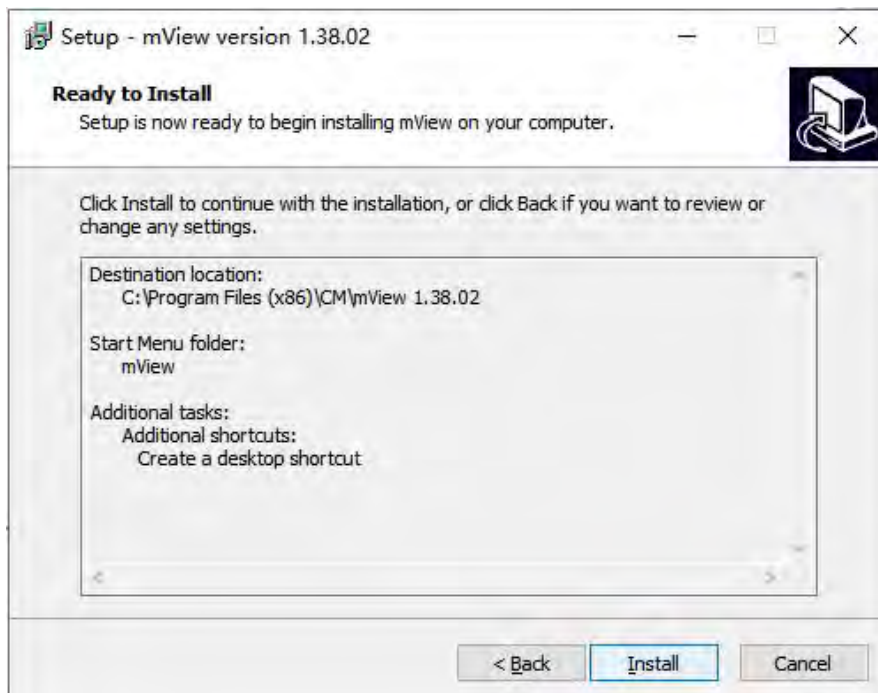 Setup - mView version 1.38.02
Ready to Install
Setup is now ready to begin installing mView on your computer.
Click Install to continue with the installation, or click Back if you want to review or
change any settings.
Destination location:
C:\Program Files (x86)\CM\mView 1.38.02
Start Menu folder:
mView
Additional tasks:
Additional shortcuts:
Create a desktop shortcut
< Back Install Cancel